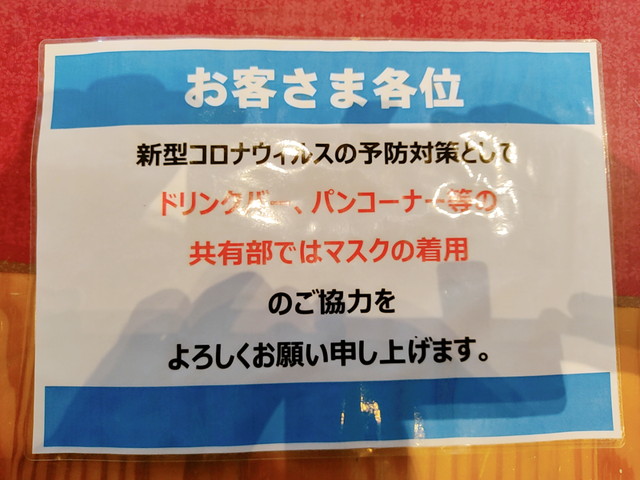 お客さま各位
新型コロナウィルスの予防対策として
ドリンクバー、パンコーナー等の
共有部ではマスクの着用
のご協力を
よろしくお願い申し上げます。